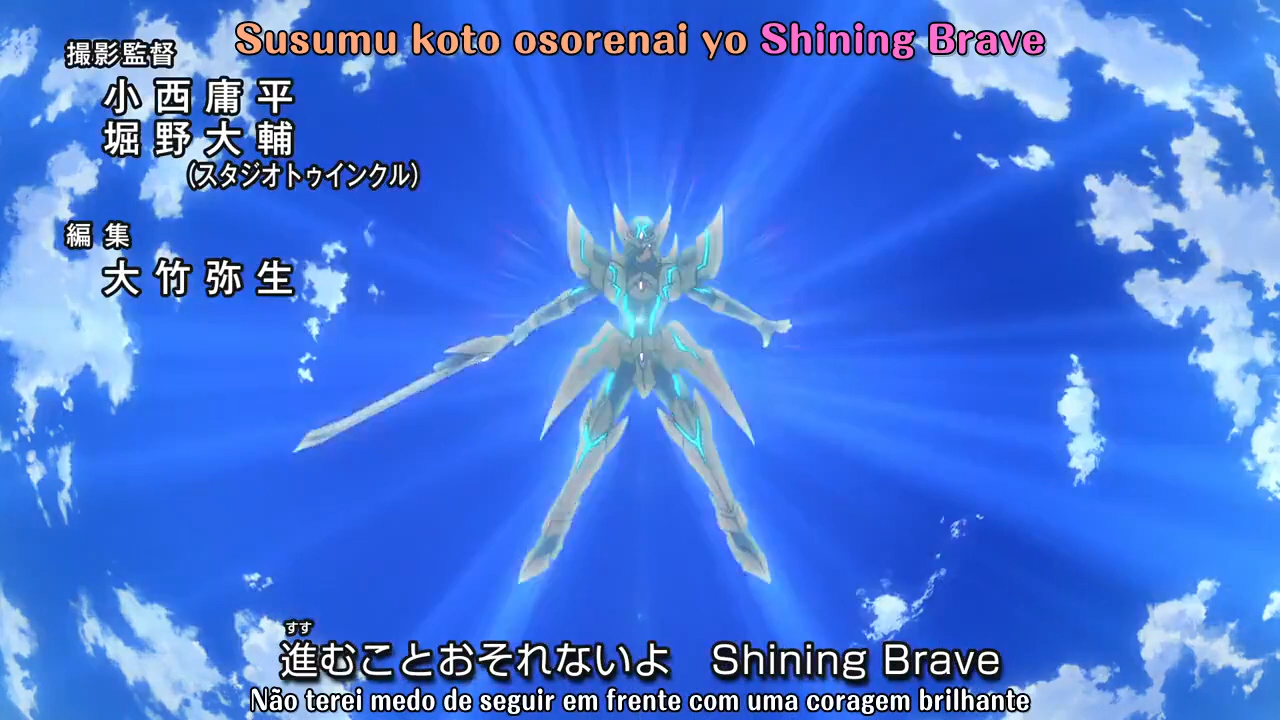 Susumu koto osorenai yo Shining Brave
撮影監督
小西庸平
堀野大輔
(スタジオトゥインクル)
編集
大竹弥生
すす
進むことおそれないよ Shining Brave
Não terei medo de seguir em frente com uma coragem brilhante